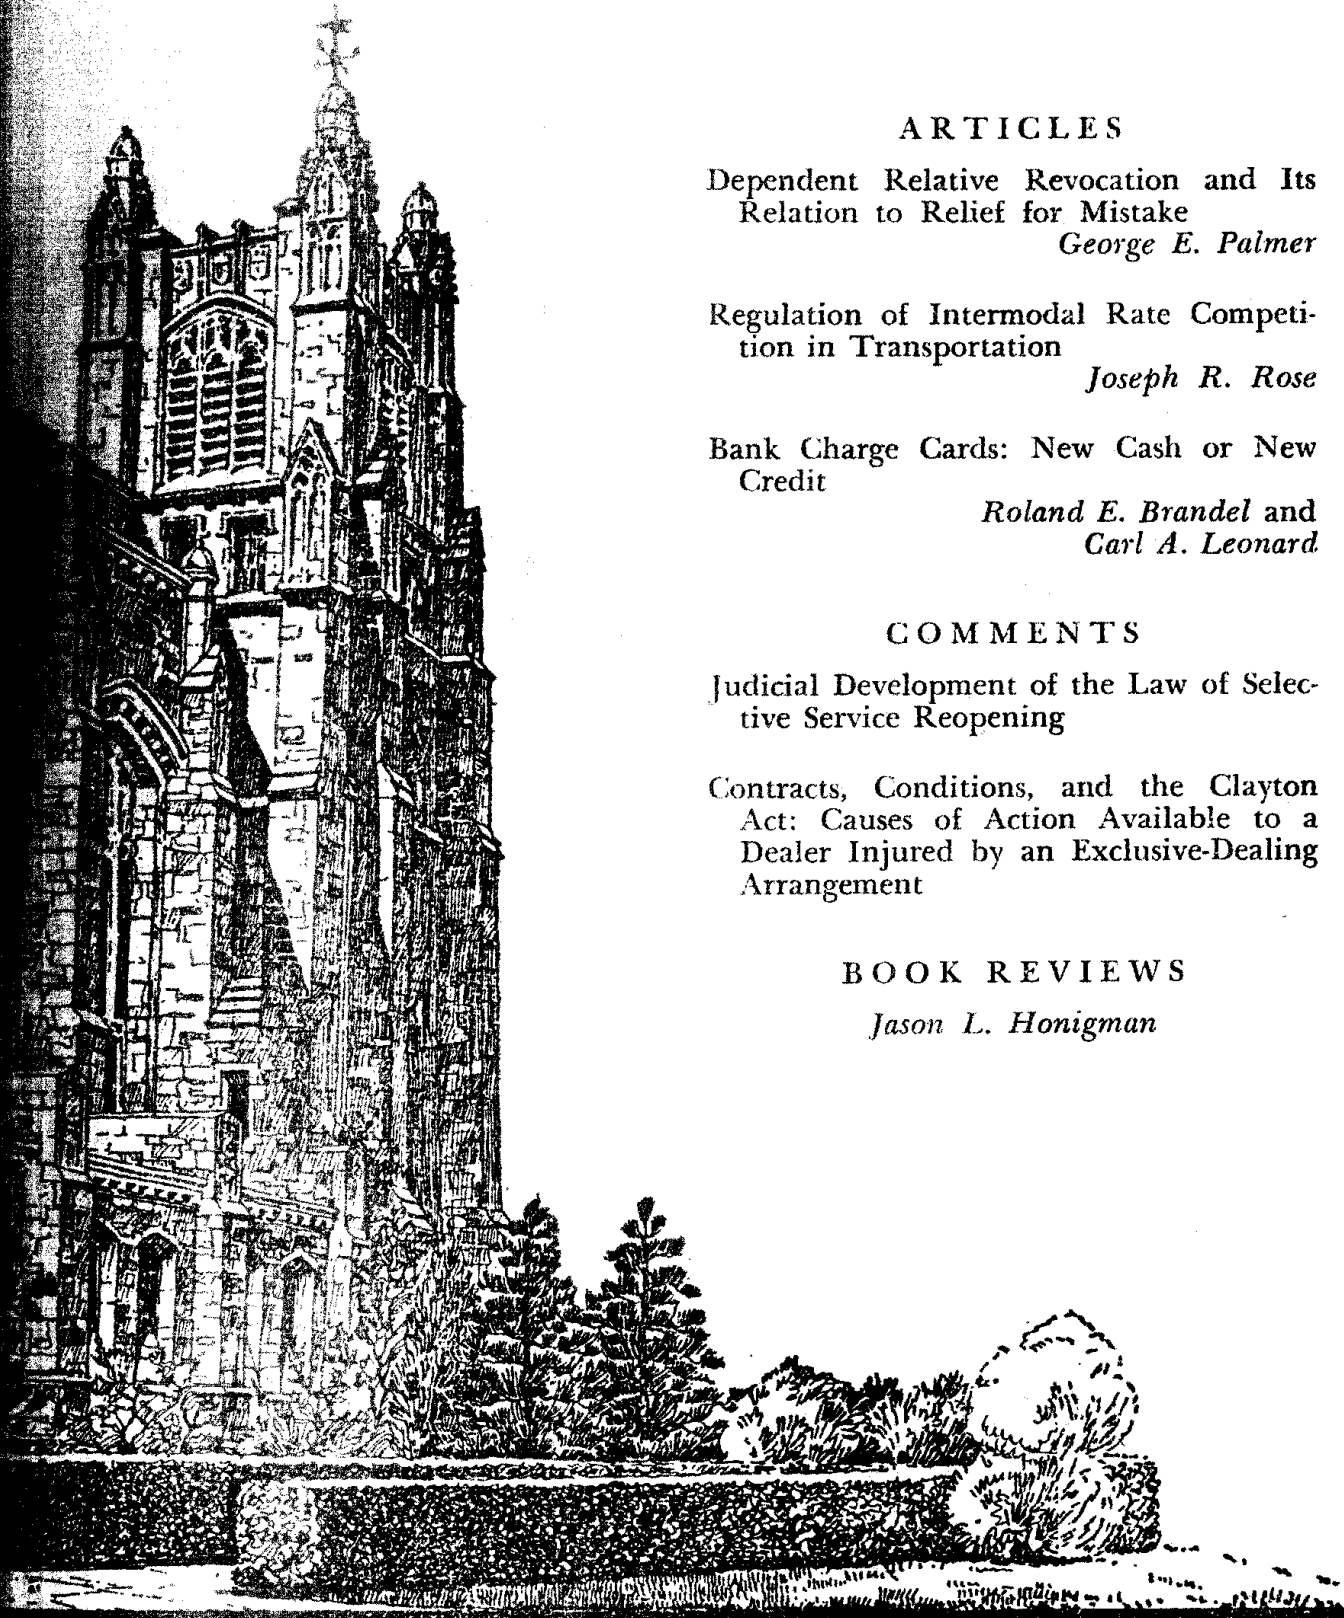 ARTICLES
Dependent Relative Revocation and Its
Relation to Relief for Mistake
George E. Palmer
Regulation of Intermodal Rate Competi-
tion in Transportation
Joseph R. Rose
Bank Charge Cards: New Cash or New
Credit
Roland E. Brandel and
Carl A. Leonard
COMMENTS
Judicial Development of the Law of Selec-
tive Service Reopening
Contracts, Conditions, and the Clayton
Act: Causes of Action Available to a
Dealer Injured by an Exclusive-Dealing
Arrangement
BOOK REVIEWS
Jason L. Honigman